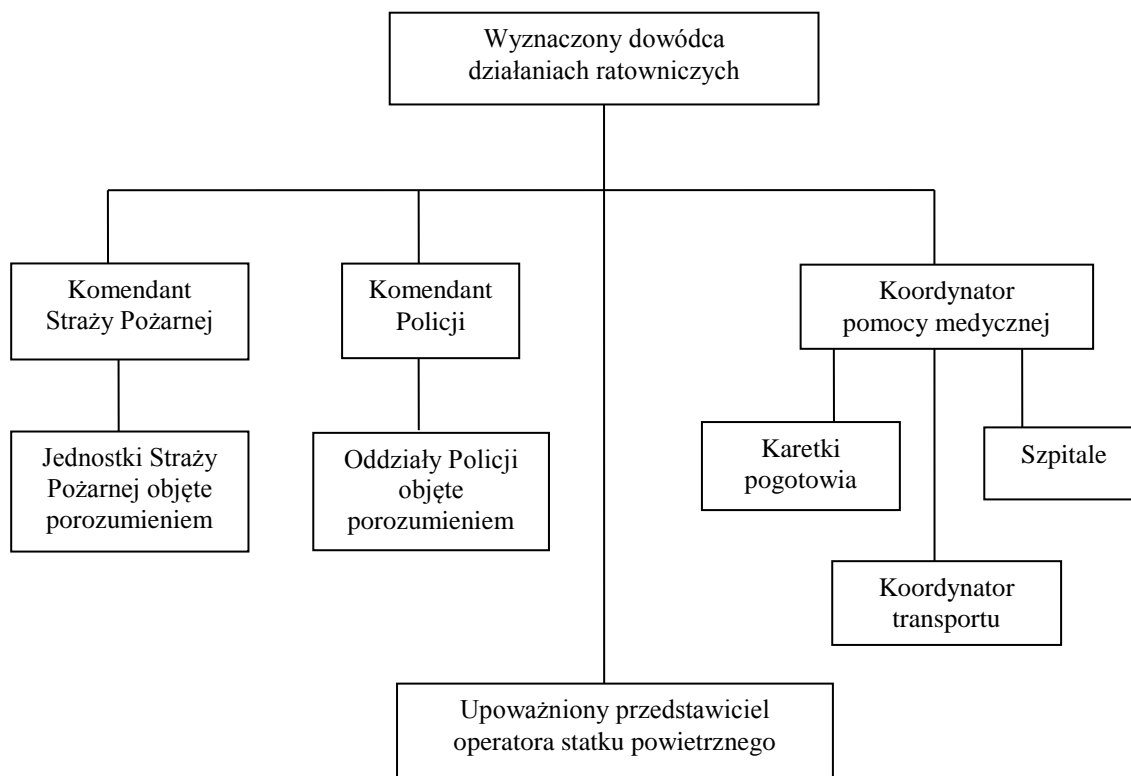 Wyznaczony dowódca
działaniach ratowniczych
Komendant
Straży Pożarnej
Komendant
Policji
Koordynator
pomocy medycznej
Jednostki Straży
Pożarnej objęte
porozumieniem
Oddziały Policji
objęte
porozumieniem
Karetki
pogotowia
Szpitale
Koordynator
transportu
Upoważniony przedstawiciel
operatora statku powietrznego